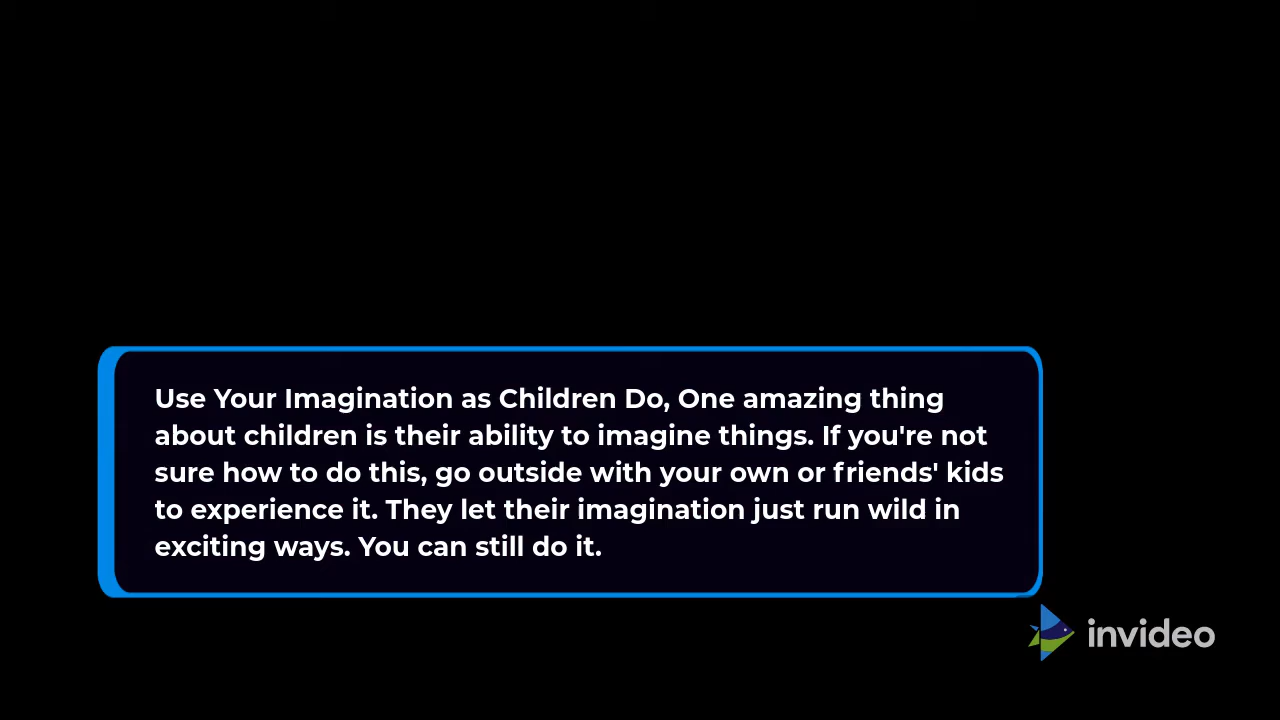 Use Your Imagination as Children Do, One amazing thing
about children is their ability to imagine things. If you're not
sure how to do this, go outside with your own or friends' kids
to experience it. They let their imagination just run wild in
exciting ways. You can still do it.
invideo